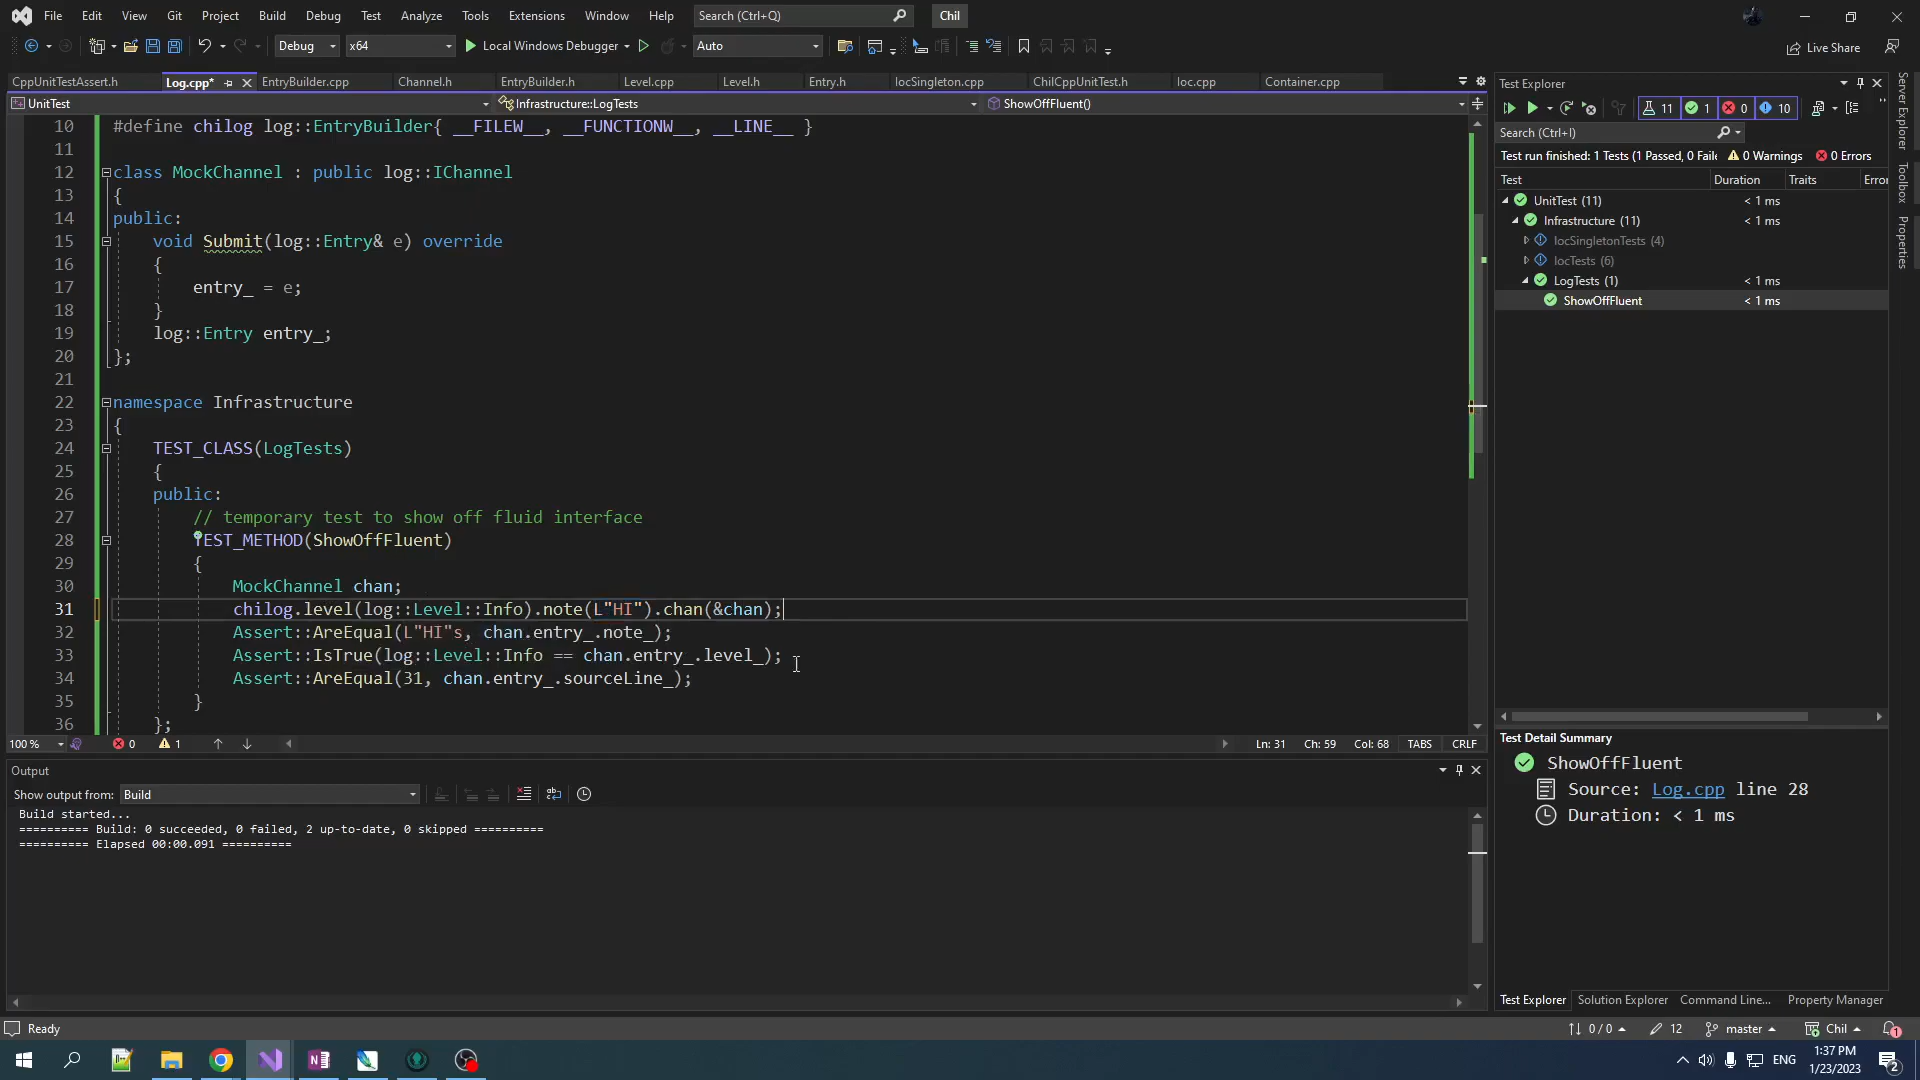 File Edit View Git Project Build Debug Test Analyze Tools Extensions Window Help Search (Ctrl+Q) Chil
Debug x64 Local Windows Debugger Auto Live Share
CppUnitTestAssert.h Log.cpp* EntryBuilder.cpp Channel.h EntryBuilder.h Level.cpp Level.h Entry.h IocSingleton.cpp ChilCppUnitTest.h Ioc.cpp Container.cpp
UnitTest Infrastructure::LogTests ShowOffFluent()
10 #define chilog log::EntryBuilder{ __FILEW__, __FUNCTIONW__, __LINE__ }
11
12 class MockChannel : public log::IChannel
13 {
14 public:
15 void Submit(log::Entry& e) override
16 {
17 entry_ = e;
18 }
19 log::Entry entry_;
20 };
21
22 namespace Infrastructure
23 {
24 TEST_CLASS(LogTests)
25 {
26 public:
27 // temporary test to show off fluid interface
28 TEST_METHOD(ShowOffFluent)
29 {
30 MockChannel chan;
31 chilog.level(log::Level::Info).note(L"HI").chan(&chan);
32 Assert::AreEqual(L"HI"s, chan.entry_.note_);
33 Assert::IsTrue(log::Level::Info == chan.entry_.level_);
34 Assert::AreEqual(31, chan.entry_.sourceLine_);
35 }
36 };
100 % 0 1 Ln: 31 Ch: 59 Col: 68 TABS CRLF
Output
Show output from: Build
Build started...
========== Build: 0 succeeded, 0 failed, 2 up-to-date, 0 skipped ==========
========== Elapsed 00:00.091 ==========
Test Explorer
11 1 0 10
Search (Ctrl+I)
Test run finished: 1 Tests (1 Passed, 0 Faile 0 Warnings 0 Errors
Test Duration Traits Error
UnitTest (11) < 1 ms
Infrastructure (11) < 1 ms
IocSingletonTests (4)
IocTests (6)
LogTests (1) < 1 ms
ShowOffFluent < 1 ms
Test Detail Summary
ShowOffFluent
Source: Log.cpp line 28
Duration: < 1 ms
Test Explorer Solution Explorer Command Line... Property Manager
Server Explorer
Toolbox
Properties
Ready 0 / 0 12 master Chil 1
ENG 1:37 PM
1/23/2023 2